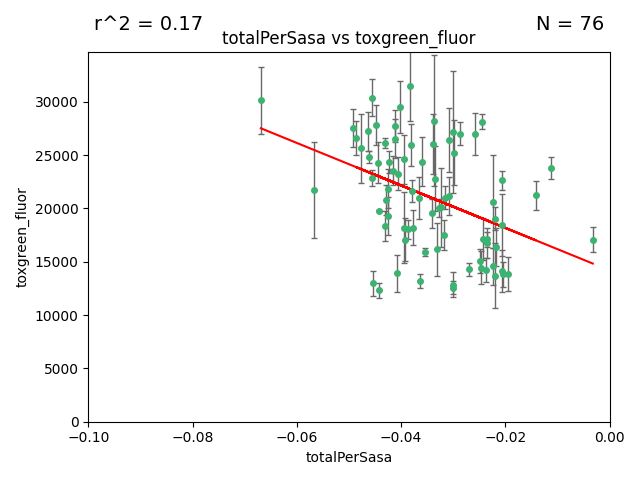 r^2 = 0.17
N = 76
totalPerSasa vs toxgreen_fluor
30000
25000
20000
15000
10000
5000
0
toxgreen_fluor
−0.10
−0.08
−0.06
−0.04
−0.02
0.00
totalPerSasa